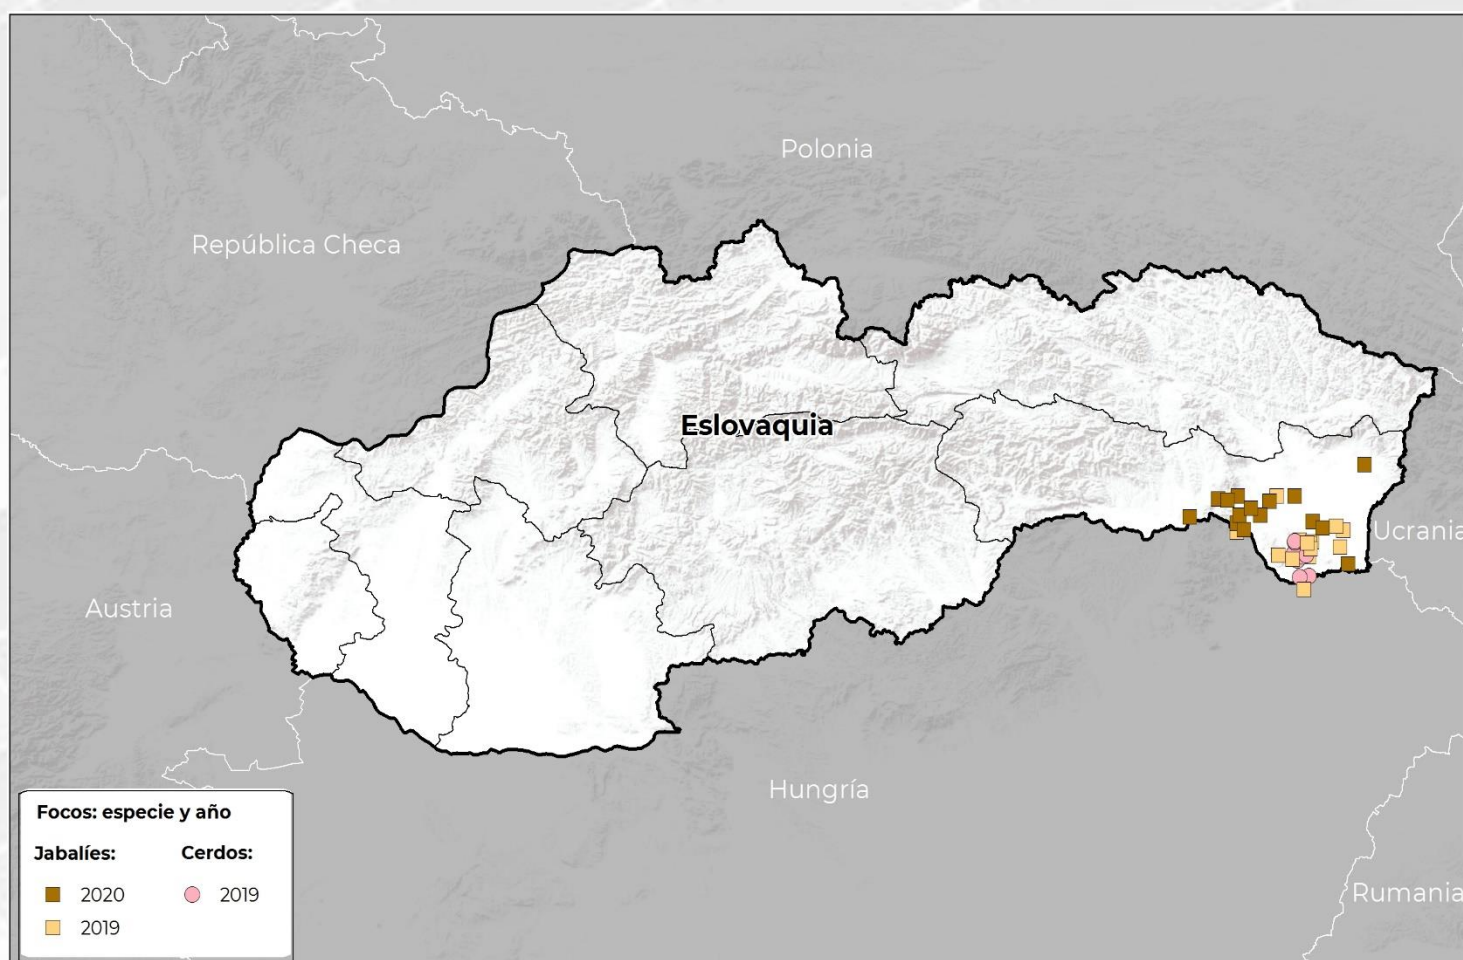 Polonia
República Checa
Eslovaquia
Ucrania
Austria
Hungría
Rumania
Focos: especie y año
Jabalíes: Cerdos:
2020 2019
2019